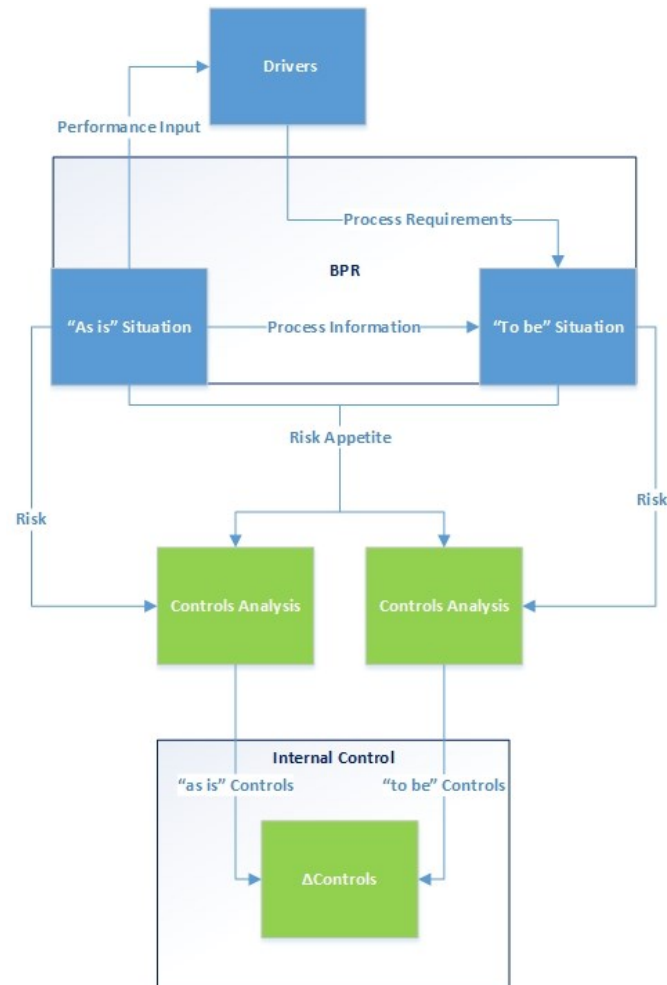 Drivers
Performance Input
Process Requirements
BPR
“As is” Situation
Process Information
“To be” Situation
Risk Appetite
Risk
Risk
Controls Analysis
Controls Analysis
Internal Control
“as is” Controls
“to be” Controls
ΔControls